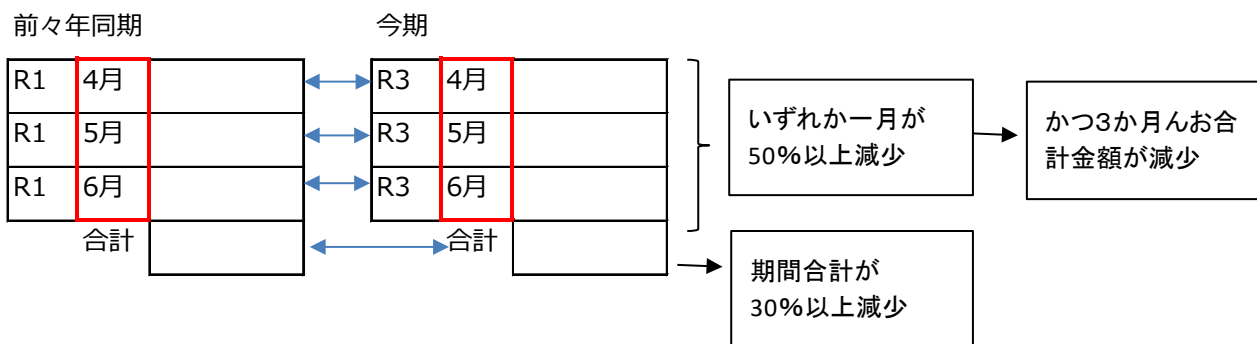 前々年同期
今期
R1 4月
R3 4月
R1 5月
R3 5月
R1 6月
R3 6月
合計
合計
いずれか一月が
50%以上減少
かつ3か月んお合
計金額が減少
期間合計が
30%以上減少